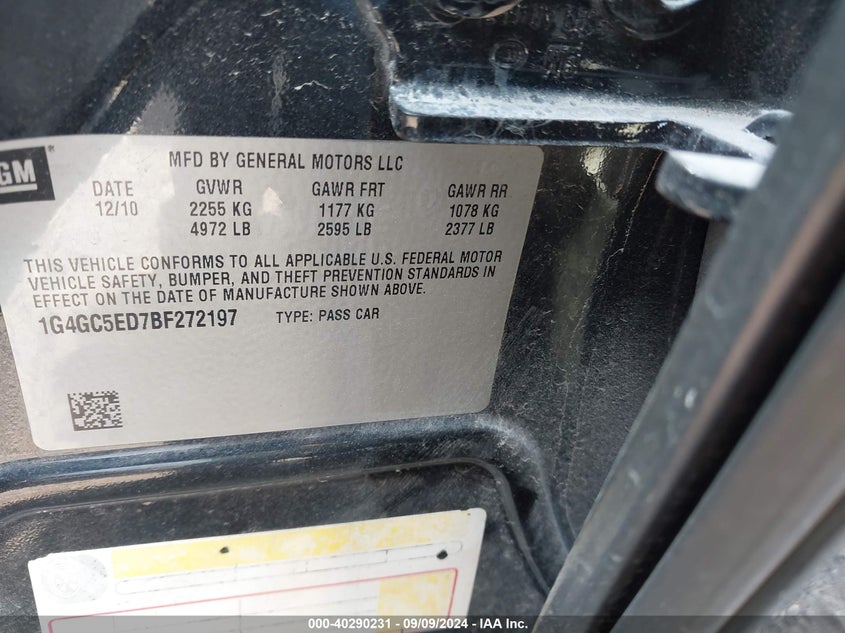 GM®
MFD BY GENERAL MOTORS LLC
DATE GVWR GAWR FRT GAWR RR
12/10 2255 KG 1177 KG 1078 KG
4972 LB 2595 LB 2377 LB
THIS VEHICLE CONFORMS TO ALL APPLICABLE U.S. FEDERAL MOTOR
VEHICLE SAFETY, BUMPER, AND THEFT PREVENTION STANDARDS IN
EFFECT ON THE DATE OF MANUFACTURE SHOWN ABOVE.
1G4GC5ED7BF272197 TYPE: PASS CAR
000-40290231 - 09/09/2024 - IAA Inc.